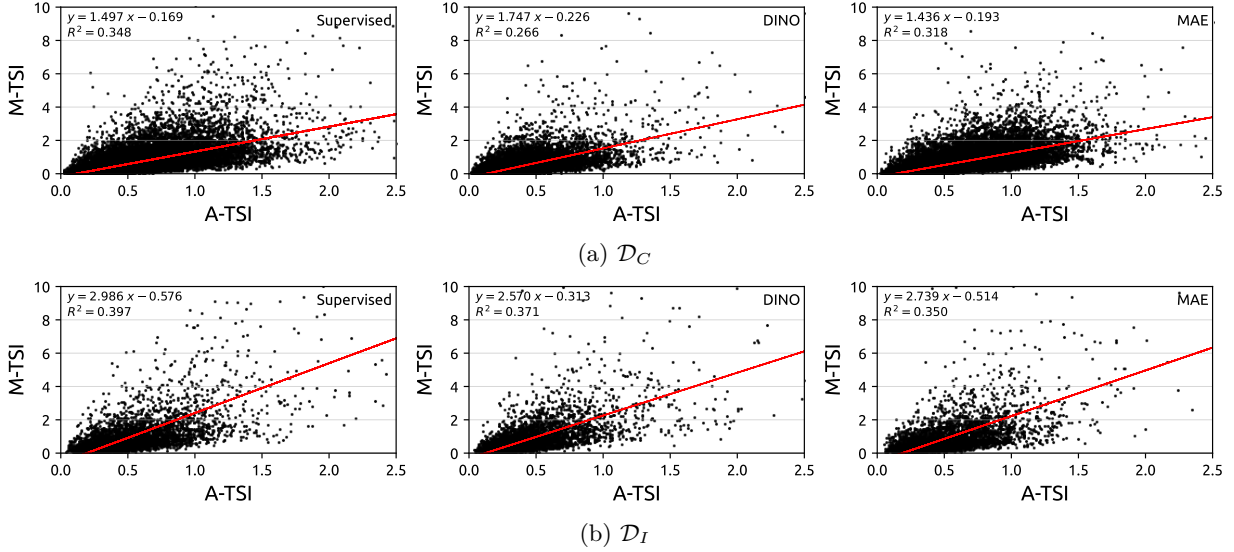 y = 1.497 x − 0.169
R² = 0.348
Supervised
M-TSI
10
8
6
4
2
0
0.0 0.5 1.0 1.5 2.0 2.5
A-TSI
y = 1.747 x − 0.226
R² = 0.266
DINO
M-TSI
10
8
6
4
2
0
0.0 0.5 1.0 1.5 2.0 2.5
A-TSI
y = 1.436 x − 0.193
R² = 0.318
MAE
M-TSI
10
8
6
4
2
0
0.0 0.5 1.0 1.5 2.0 2.5
A-TSI
(a) 𝒟_C
y = 2.986 x − 0.576
R² = 0.397
Supervised
M-TSI
10
8
6
4
2
0
0.0 0.5 1.0 1.5 2.0 2.5
A-TSI
y = 2.570 x − 0.313
R² = 0.371
DINO
M-TSI
10
8
6
4
2
0
0.0 0.5 1.0 1.5 2.0 2.5
A-TSI
y = 2.739 x − 0.514
R² = 0.350
MAE
M-TSI
10
8
6
4
2
0
0.0 0.5 1.0 1.5 2.0 2.5
A-TSI
(b) 𝒟_I